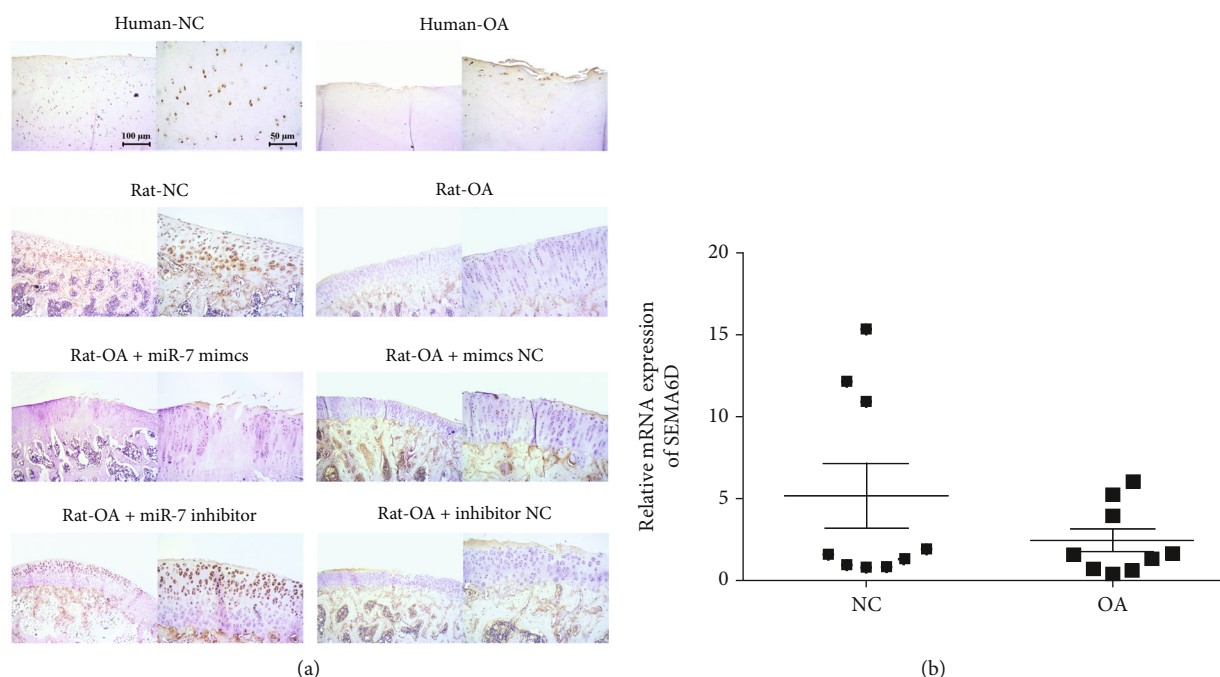 Human-NC
Human-OA
100 μm
50 μm
Rat-NC
Rat-OA
Rat-OA + miR-7 mimcs
Rat-OA + mimcs NC
Rat-OA + miR-7 inhibitor
Rat-OA + inhibitor NC
(a)
Relative mRNA expression
of SEMA6D
20
15
10
5
0
NC
OA
(b)